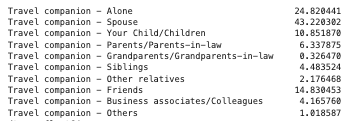 Travel companion - Alone 24.820441
Travel companion - Spouse 43.220302
Travel companion - Your Child/Children 10.851870
Travel companion - Parents/Parents-in-law 6.337875
Travel companion - Grandparents/Grandparents-in-law 0.326470
Travel companion - Siblings 4.483524
Travel companion - Other relatives 2.176468
Travel companion - Friends 14.830453
Travel companion - Business associates/Colleagues 4.165760
Travel companion - Others 1.018587